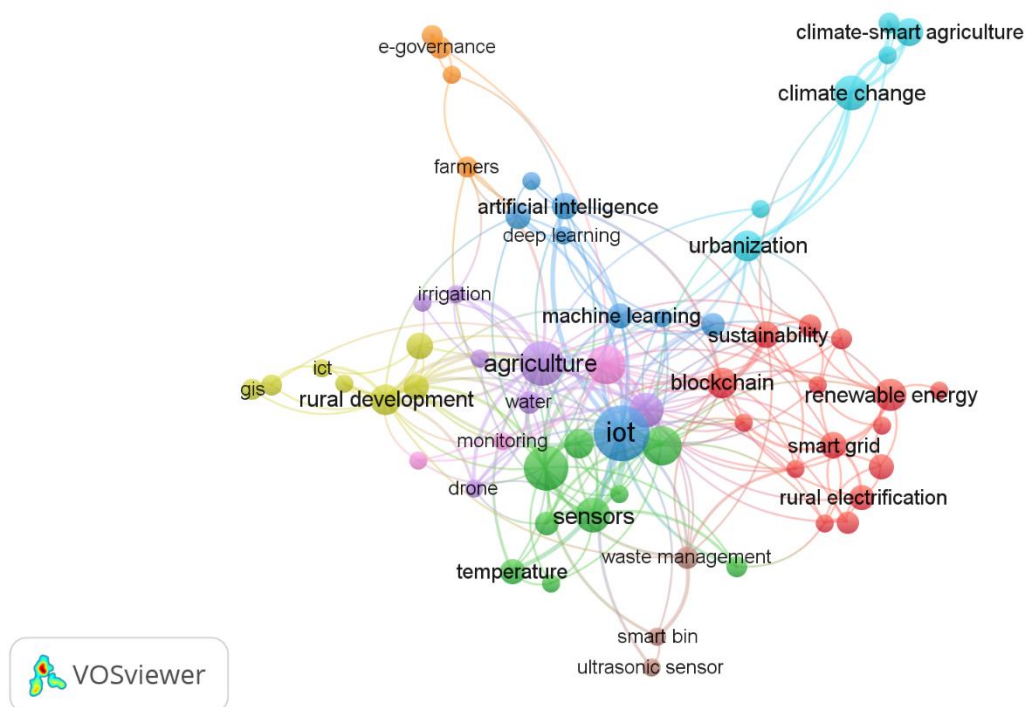 e-governance
climate-smart agriculture
climate change
farmers
artificial intelligence
deep learning
urbanization
irrigation
machine learning
sustainability
agriculture
ict
gis
rural development
blockchain
renewable energy
water
iot
monitoring
smart grid
drone
rural electrification
sensors
waste management
temperature
smart bin
ultrasonic sensor
VOSviewer